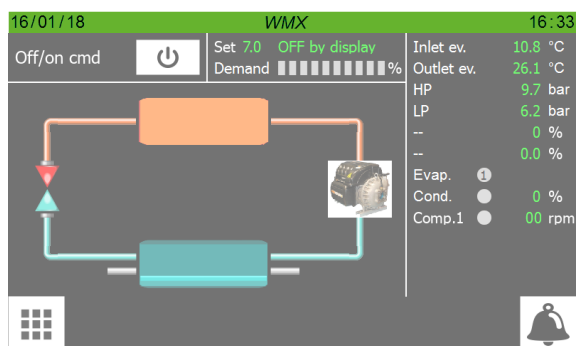 16/01/18 WMX 16:33
Off/on cmd
Set 7.0 OFF by display
Demand %
Inlet ev. 10.8 °C
Outlet ev. 26.1 °C
HP 9.7 bar
LP 6.2 bar
-- 0 %
-- 0.0 %
Evap. 1
Cond. 0 %
Comp.1 00 rpm